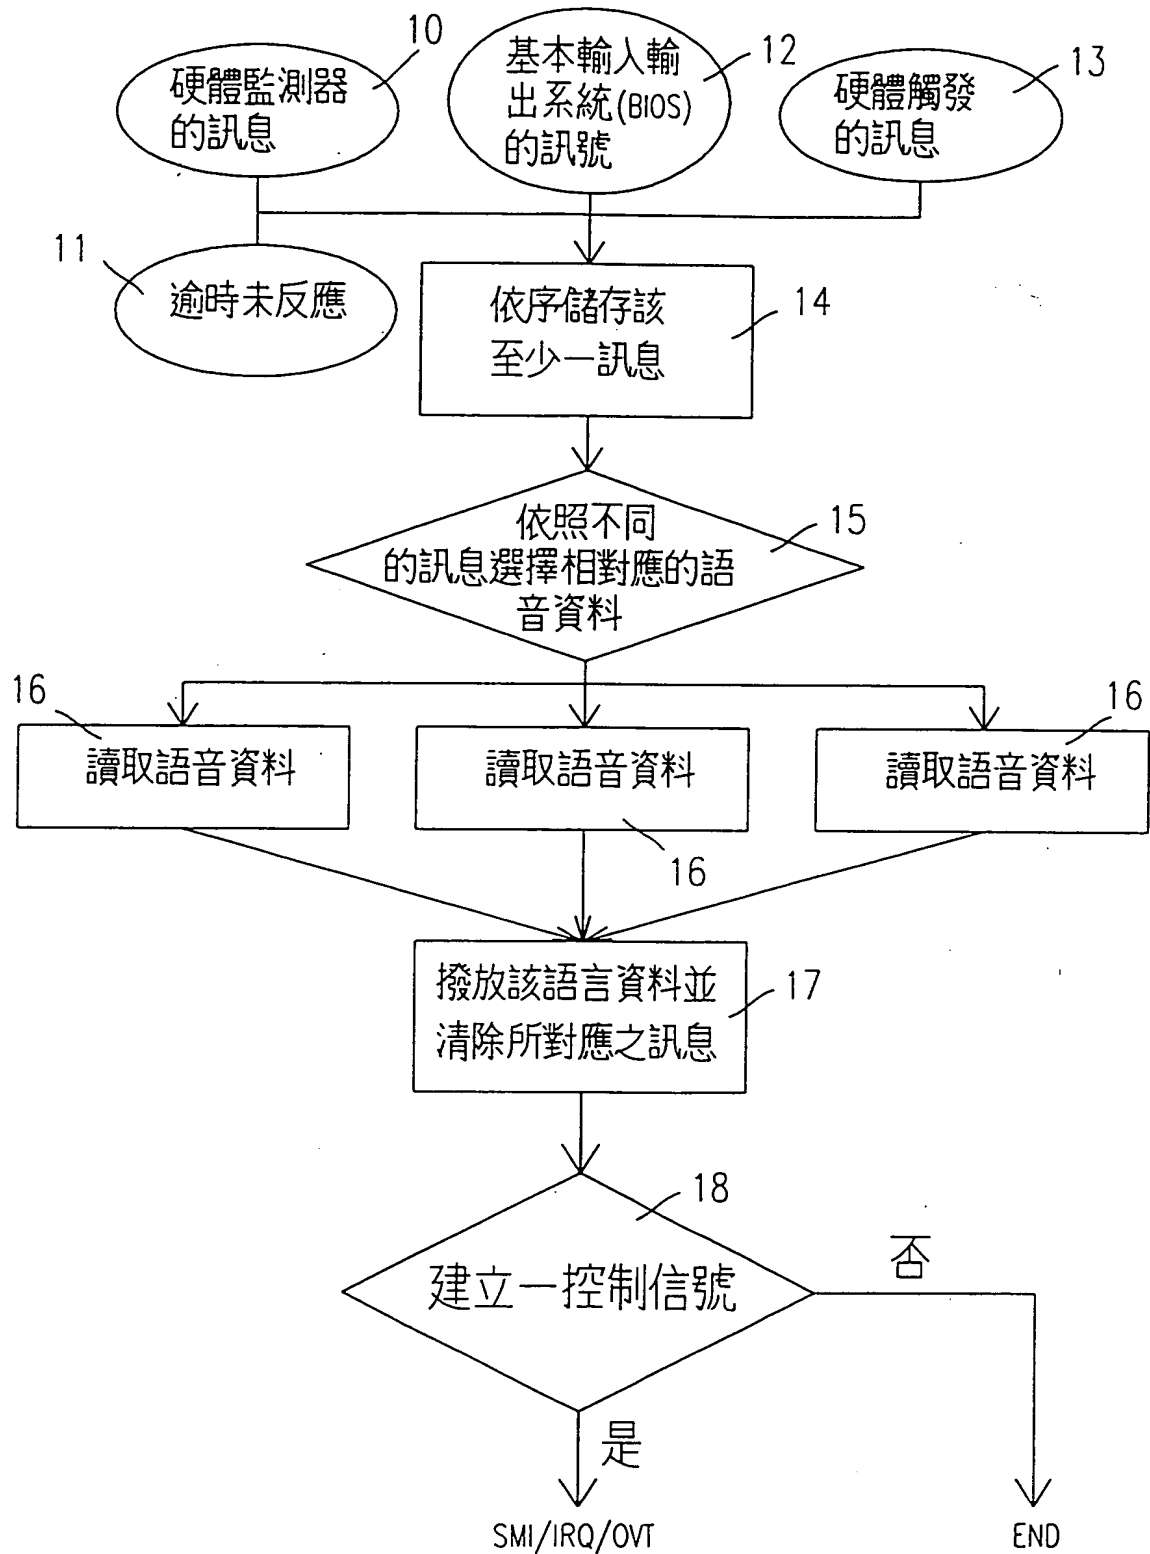 10
硬體監測器
的訊息
12
基本輸入輸
出系統(BIOS)
的訊號
13
硬體觸發
的訊息
11
逾時未反應
14
依序儲存該
至少一訊息
15
依照不同
的訊息選擇相對應的語
音資料
16
讀取語音資料
讀取語音資料
16
16
讀取語音資料
17
撥放該語言資料並
清除所對應之訊息
18
建立一控制信號
否
是
SMI/IRQ/OVT
END